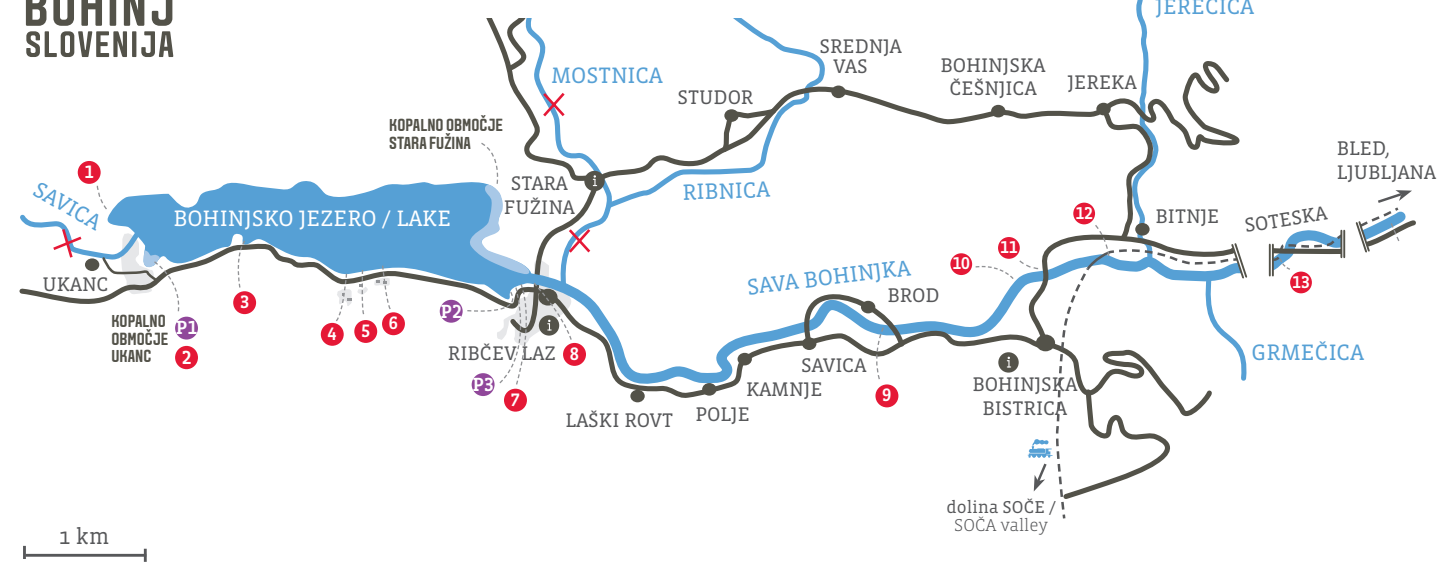 BOHINJ
SLOVENIJA
JEREČICA
MOSTNICA
SREDNJA
VAS
BOHINJSKA
ČEŠNJICA
JEREKA
STUDOR
KOPALNO OBMOČJE
STARA FUŽINA
BLED,
LJUBLJANA
1
SAVICA
STARA
FUŽINA
i
RIBNICA
BOHINJSKO JEZERO / LAKE
12
BITNJE
SOTESKA
11
10
SAVA BOHINJKA
BROD
13
UKANC
3
KOPALNO
OBMOČJE
UKANC
P1
2
4
5
6
P2
i
i
RIBČEV LAZ
8
P3
7
SAVICA
9
i
GRMEČICA
KAMNJE
BOHINJSKA
BISTRICA
LAŠKI ROVT
POLJE
dolina SOČE /
SOČA valley
1 km